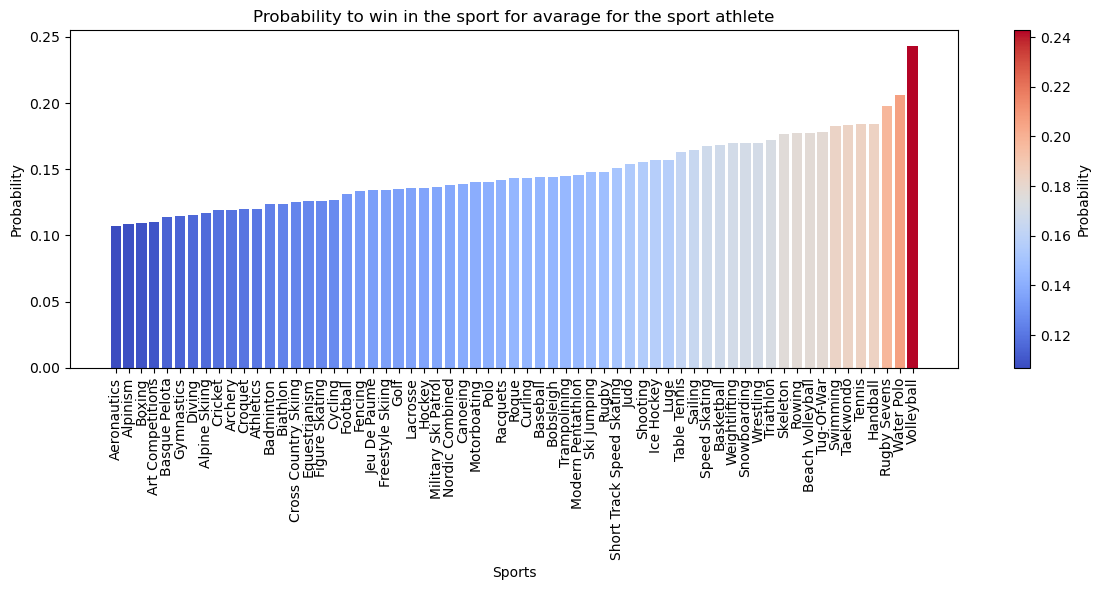 Probability to win in the sport for avarage for the sport athlete
Probability
0.25
0.20
0.15
0.10
0.05
0.00
Aeronautics
Alpinism
Boxing
Art Competitions
Basque Pelota
Gymnastics
Diving
Alpine Skiing
Cricket
Archery
Croquet
Athletics
Badminton
Biathlon
Cross Country Skiing
Equestrianism
Figure Skating
Cycling
Football
Fencing
Jeu De Paume
Freestyle Skiing
Golf
Lacrosse
Hockey
Military Ski Patrol
Nordic Combined
Canoeing
Motorboating
Polo
Racquets
Roque
Curling
Baseball
Bobsleigh
Trampolining
Modern Pentathlon
Ski Jumping
Rugby
Short Track Speed Skating
Judo
Shooting
Ice Hockey
Luge
Table Tennis
Sailing
Speed Skating
Basketball
Weightlifting
Snowboarding
Wrestling
Triathlon
Skeleton
Rowing
Beach Volleyball
Tug-Of-War
Swimming
Taekwondo
Tennis
Handball
Rugby Sevens
Water Polo
Volleyball
Sports
0.24
0.22
0.20
0.18
0.16
0.14
0.12
Probability